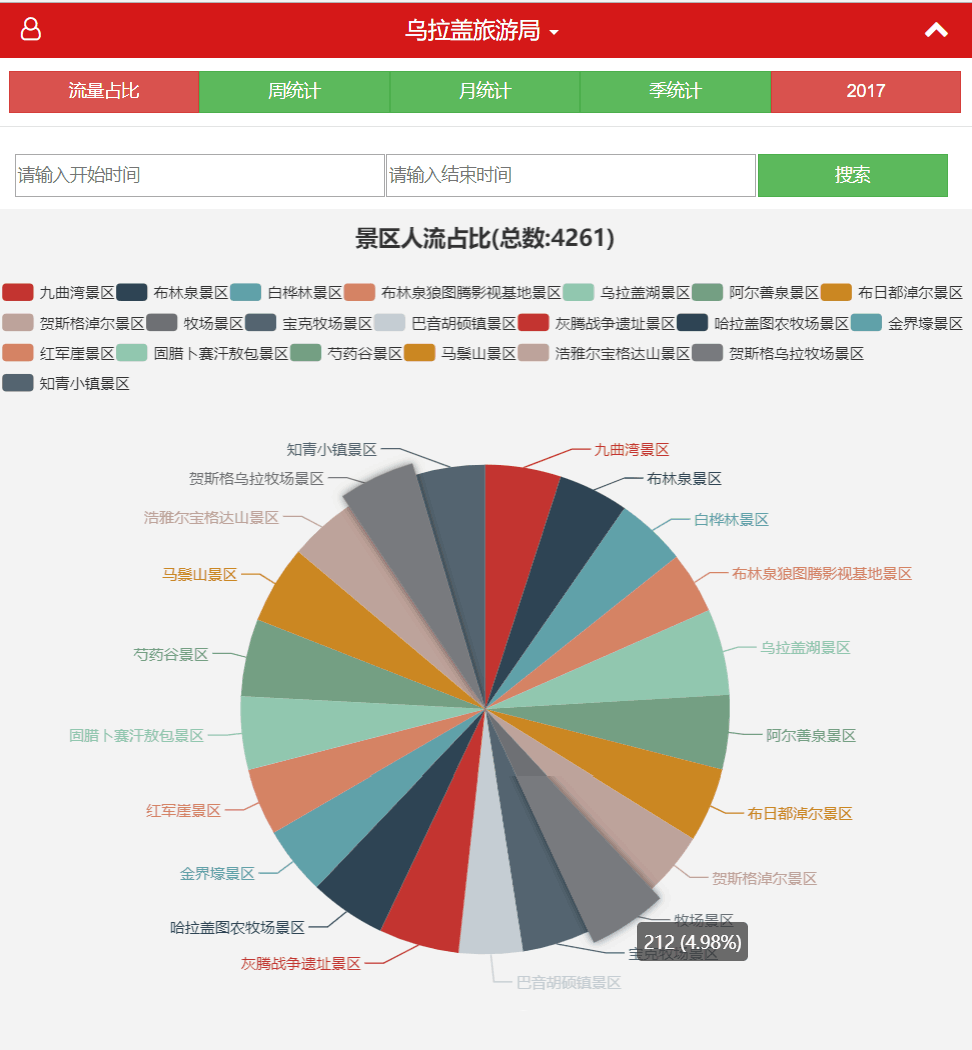 乌拉盖旅游局
流量占比 周统计 月统计 季统计 2017
请输入开始时间 请输入结束时间 搜索
景区人流占比(总数:4261)
九曲湾景区 布林泉景区 白桦林景区 布林泉狼图腾影视基地景区 乌拉盖湖景区 阿尔善泉景区 布日都淖尔景区
贺斯格淖尔景区 牧场景区 宝克牧场景区 巴音胡硕镇景区 灰腾战争遗址景区 哈拉盖图农牧场景区 金界壕景区
红军崖景区 固腊卜赛汗敖包景区 芍药谷景区 马鬃山景区 浩雅尔宝格达山景区 贺斯格乌拉牧场景区
知青小镇景区
知青小镇景区 九曲湾景区
贺斯格乌拉牧场景区 布林泉景区
浩雅尔宝格达山景区 白桦林景区
马鬃山景区 布林泉狼图腾影视基地景区
芍药谷景区 乌拉盖湖景区
固腊卜赛汗敖包景区 阿尔善泉景区
红军崖景区 布日都淖尔景区
金界壕景区 贺斯格淖尔景区
哈拉盖图农牧场景区 牧场景区
212 (4.98%)
灰腾战争遗址景区 宝克牧场景区
巴音胡硕镇景区